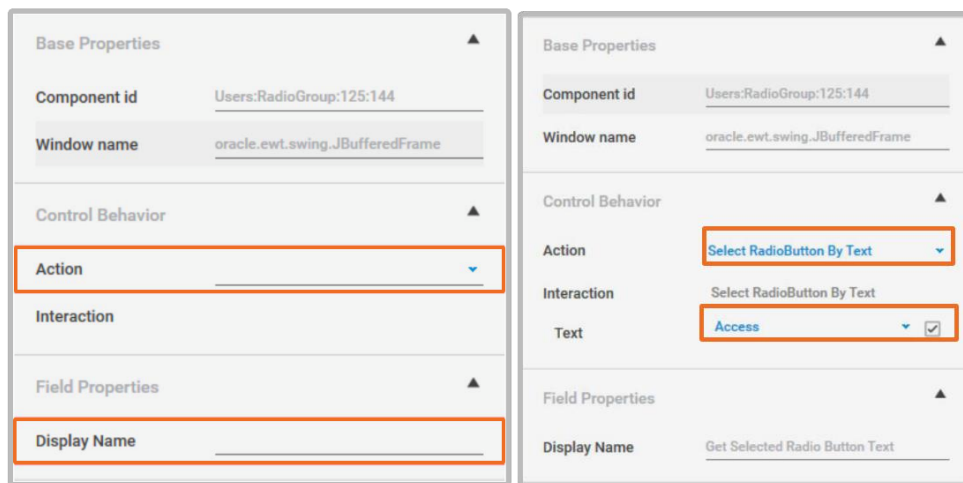 Base Properties
Component id Users:RadioGroup:125:144
Window name oracle.ewt.swing.JBufferedFrame
Control Behavior
Action
Interaction
Field Properties
Display Name
Base Properties
Component id Users:RadioGroup:125:144
Window name oracle.ewt.swing.JBufferedFrame
Control Behavior
Action Select RadioButton By Text
Interaction Select RadioButton By Text
Text Access
Field Properties
Display Name Get Selected Radio Button Text